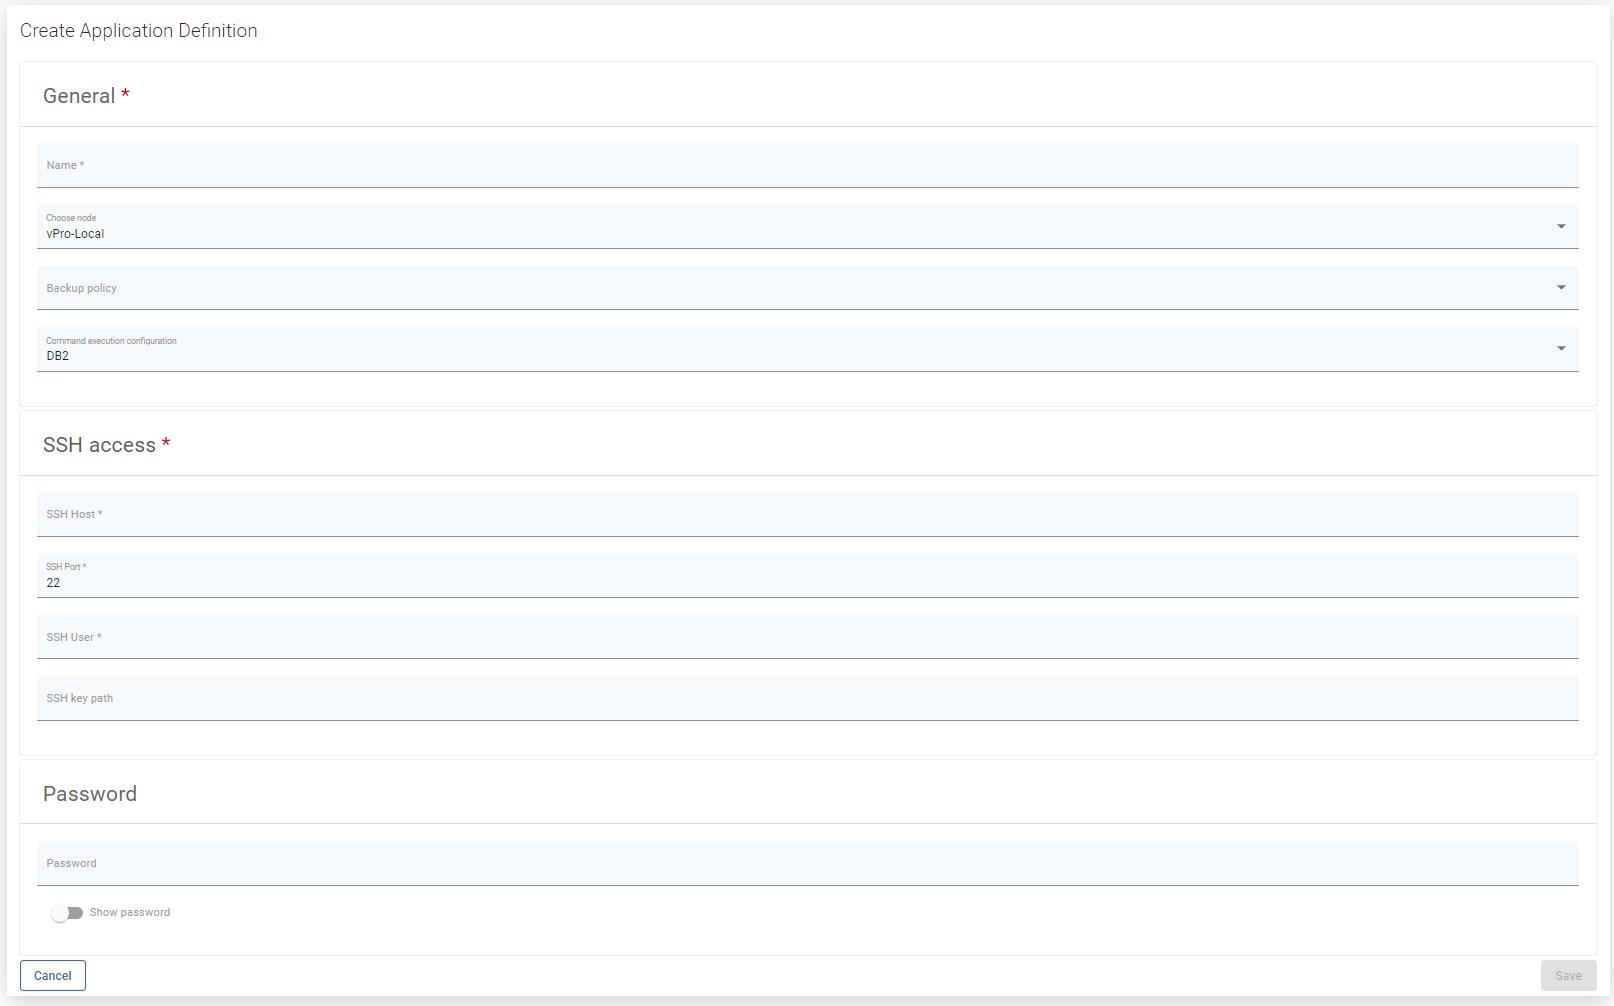 Create Application Definition
General *
Name *
Choose node
vPro-Local
Backup policy
Command execution configuration
DB2
SSH access *
SSH Host *
SSH Port *
22
SSH User *
SSH key path
Password
Password
Show password
Cancel
Save